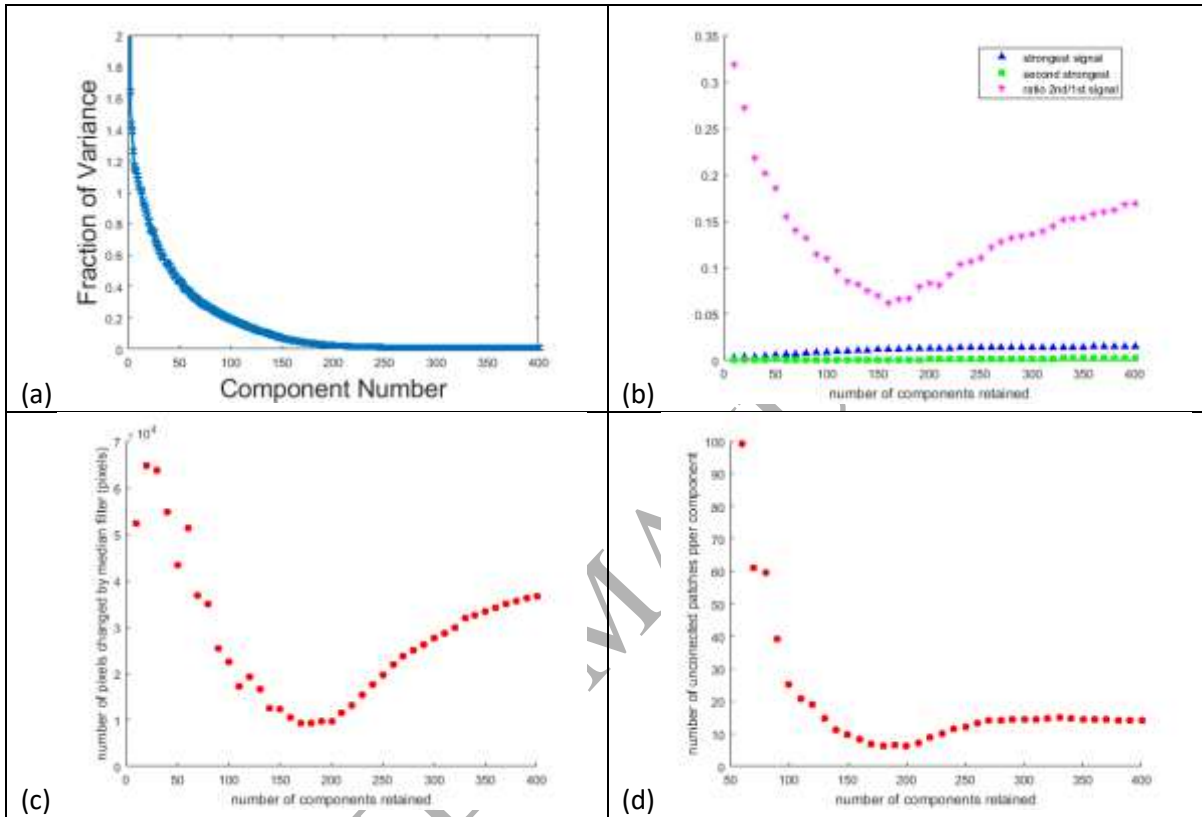 2
1.8
1.6
1.4
1.2
1
0.8
0.6
0.4
0.2
0
0 50 100 150 200 250 300 350 400
Fraction of Variance
Component Number
(a)
0.35
0.3
0.25
0.2
0.15
0.1
0.05
0
0 50 100 150 200 250 300 350 400
strongest signal
second strongest
ratio 2nd/1st signal
number of components retained
(b)
× 10^4
7
6
5
4
3
2
1
0
0 50 100 150 200 250 300 350 400
number of pixels changed by median filter (pixels)
number of components retained
(c)
100
90
80
70
60
50
40
30
20
10
0
50 100 150 200 250 300 350 400
number of unconnected patches pper component
number of components retained
(d)